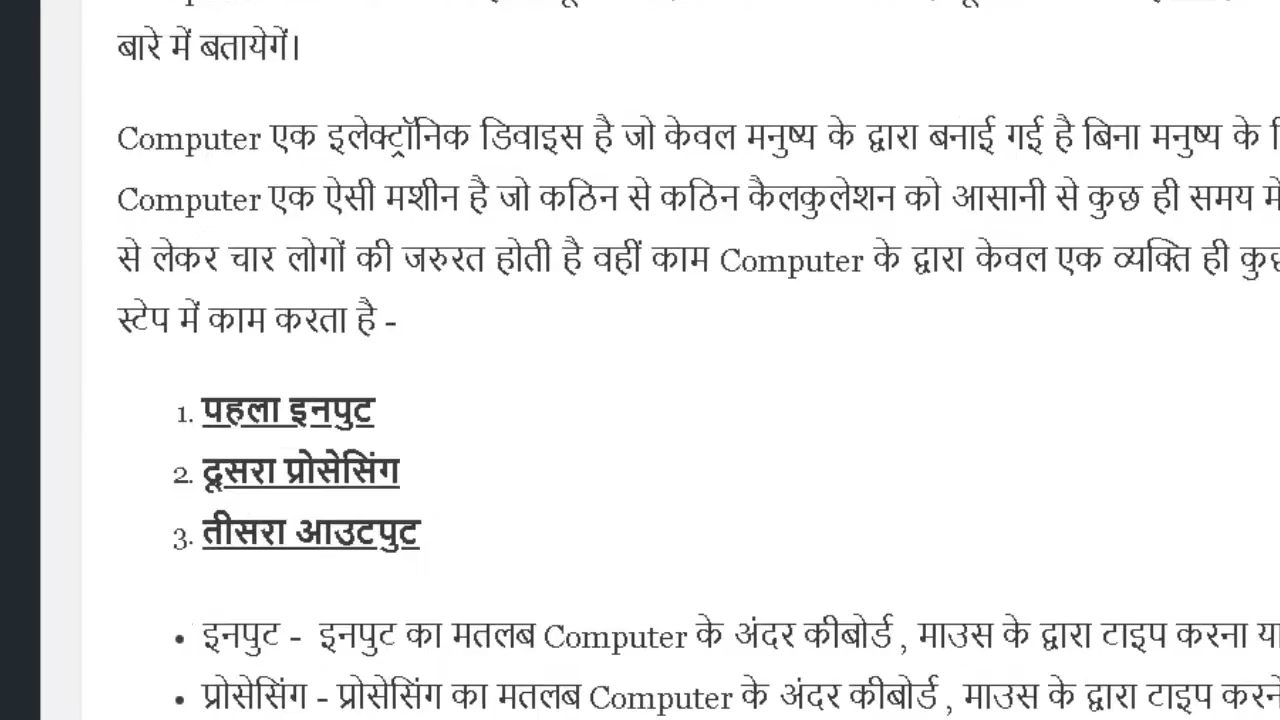 बारे में बतायेगें।
Computer एक इलेक्ट्रॉनिक डिवाइस है जो केवल मनुष्य के द्वारा बनाई गई है बिना मनुष्य के
Computer एक ऐसी मशीन है जो कठिन से कठिन कैलकुलेशन को आसानी से कुछ ही समय में
से लेकर चार लोगों की जरुरत होती है वहीं काम Computer के द्वारा केवल एक व्यक्ति ही
स्टेप में काम करता है -
1. पहला इनपुट
2. दूसरा प्रोसेसिंग
3. तीसरा आउटपुट
• इनपुट - इनपुट का मतलब Computer के अंदर कीबोर्ड , माउस के द्वारा टाइप करना या
• प्रोसेसिंग - प्रोसेसिंग का मतलब Computer के अंदर कीबोर्ड , माउस के द्वारा टाइप